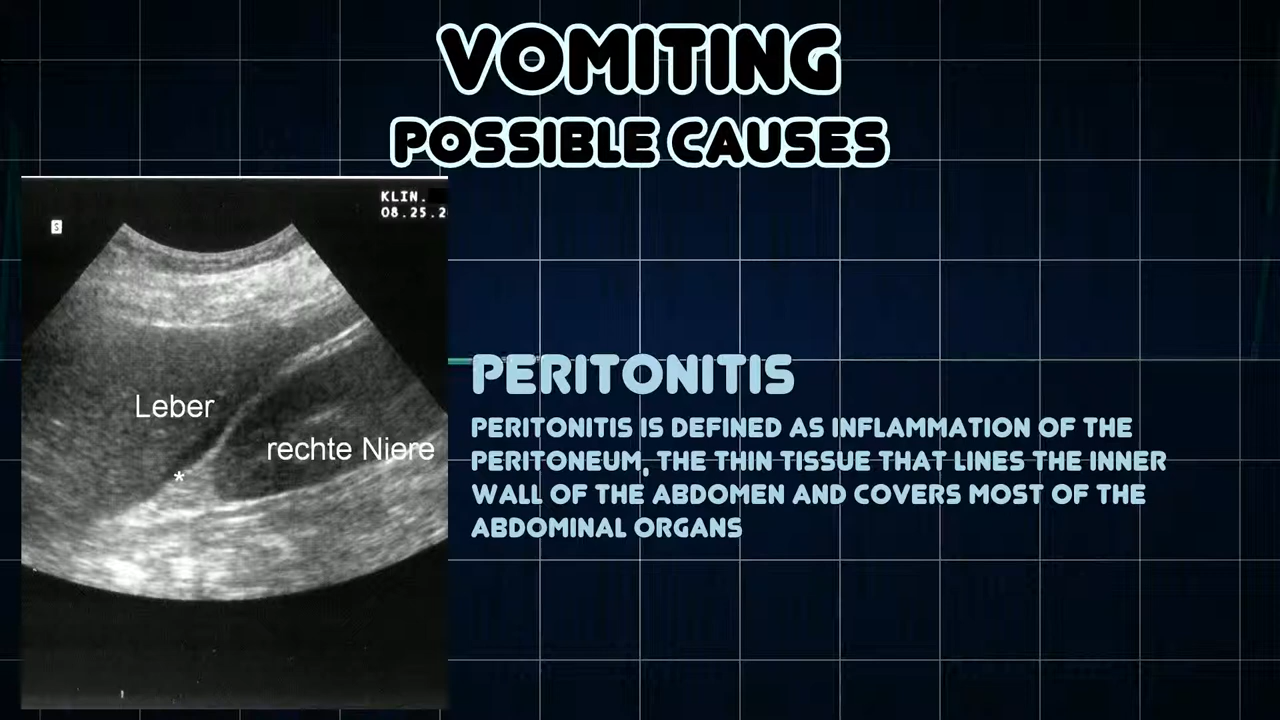 VOMITING
POSSIBLE CAUSES
KLIN.
08.25.2
S
Leber
rechte Niere
*
PERITONITIS
PERITONITIS IS DEFINED AS INFLAMMATION OF THE
PERITONEUM, THE THIN TISSUE THAT LINES THE INNER
WALL OF THE ABDOMEN AND COVERS MOST OF THE
ABDOMINAL ORGANS